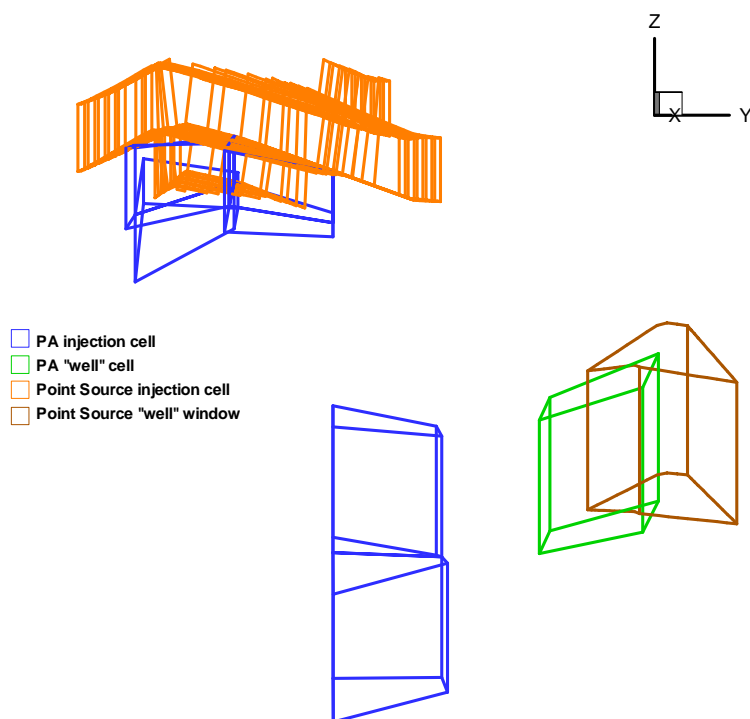 Z
X
Y
PA injection cell
PA "well" cell
Point Source injection cell
Point Source "well" window